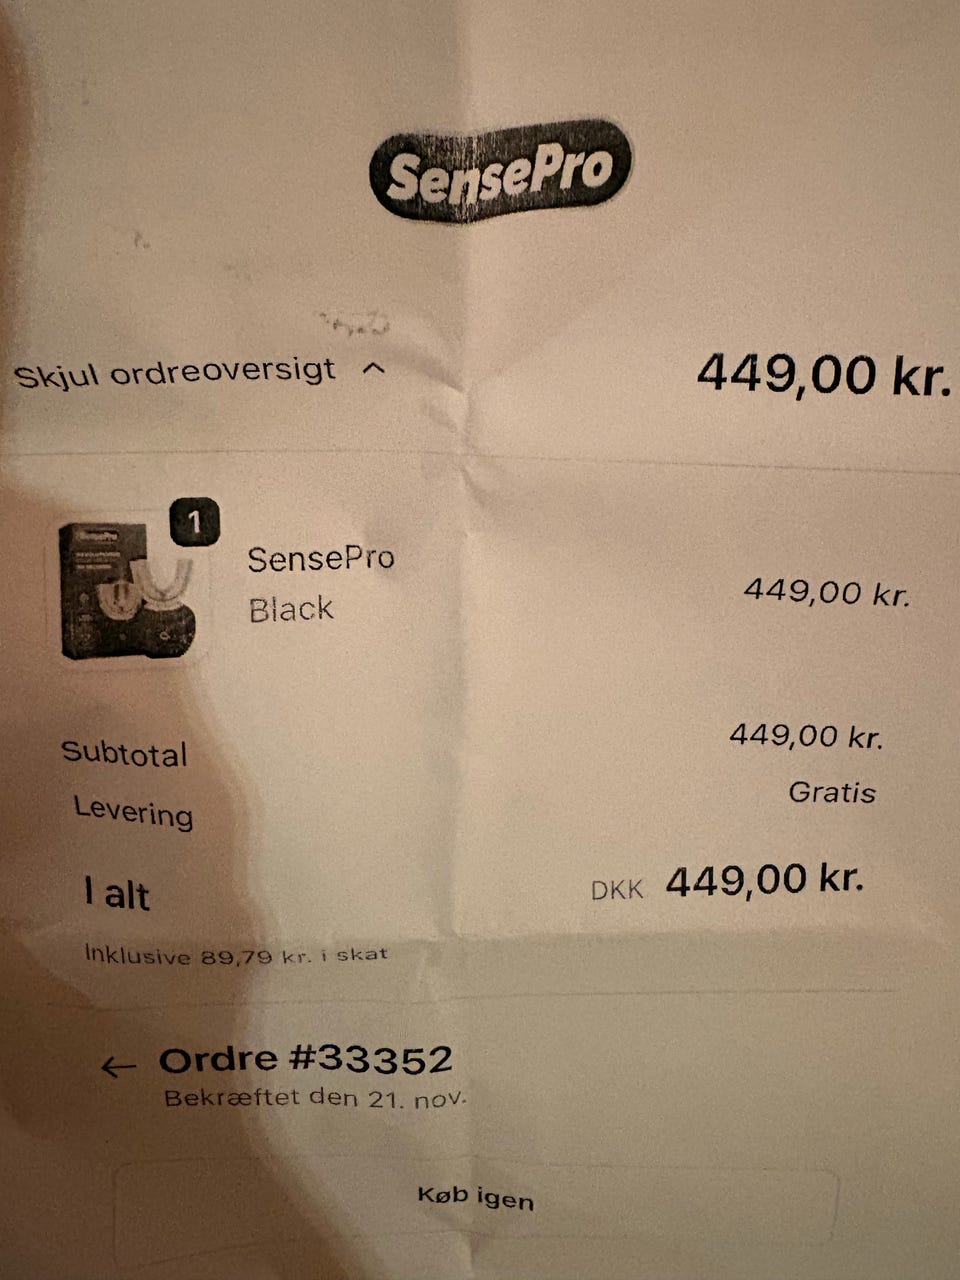 SensePro
Skjul ordreoversigt
449,00 kr.
1
SensePro
SensePro
Black
449,00 kr.
Subtotal
449,00 kr.
Levering
Gratis
I alt
DKK 449,00 kr.
Inklusive 89,79 kr. i skat
← Ordre #33352
Bekræftet den 21. nov.
Køb igen